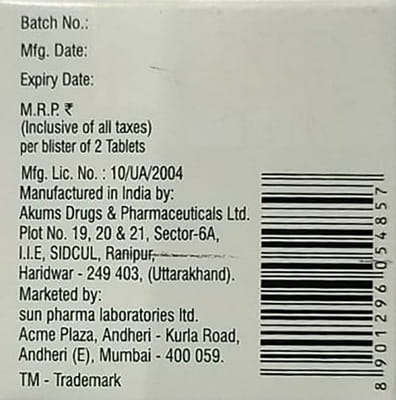 Batch No.:
Mfg. Date:
Expiry Date:
M.R.P. ₹
(Inclusive of all taxes)
per blister of 2 Tablets
Mfg. Lic. No. : 10/UA/2004
Manufactured in India by:
Akums Drugs & Pharmaceuticals Ltd.
Plot No. 19, 20 & 21, Sector-6A,
I.I.E, SIDCUL, Ranipur,
Haridwar - 249 403, (Uttarakhand).
Marketed by:
sun pharma laboratories ltd.
Acme Plaza, Andheri - Kurla Road,
Andheri (E), Mumbai - 400 059.
TM - Trademark
8 901296 054857